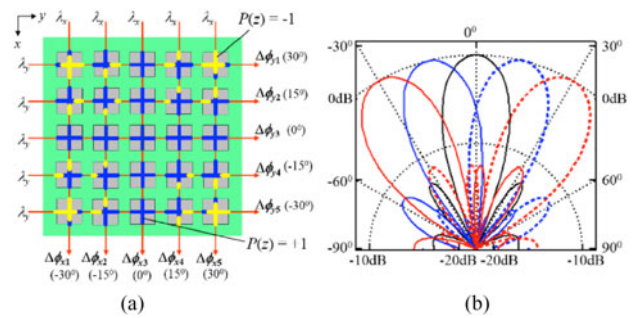 y λx λx λx λx λx P(z) = -1
x
λy Δϕy1 (30⁰)
λy Δϕy2 (15⁰)
λy Δϕy3 (0⁰)
λy Δϕy4 (-15⁰)
λy Δϕy5 (-30⁰)
Δϕx1 Δϕx2 Δϕx3 Δϕx4 Δϕx5 P(z) = +1
(-30⁰) (-15⁰) (0⁰) (15⁰) (30⁰)
(a)
0⁰
-30⁰ 30⁰
0dB 0dB
-60⁰ 60⁰
-90⁰ 90⁰
-10dB -20dB -20dB -10dB
(b)